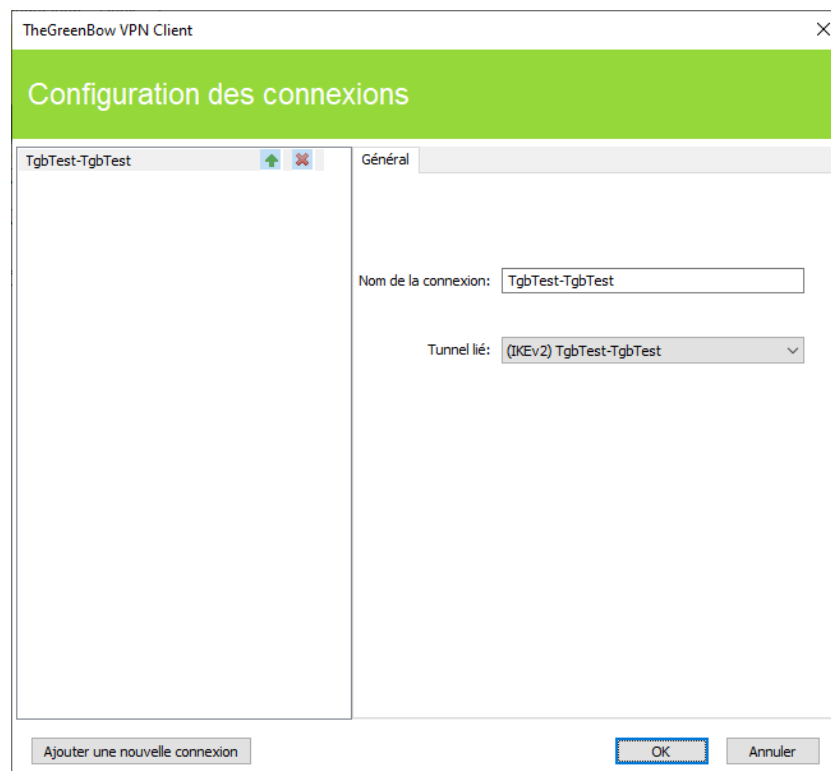 TheGreenBow VPN Client
Configuration des connexions
TgbTest-TgbTest
Général
Nom de la connexion: TgbTest-TgbTest
Tunnel lié: (IKEv2) TgbTest-TgbTest
Ajouter une nouvelle connexion
OK
Annuler